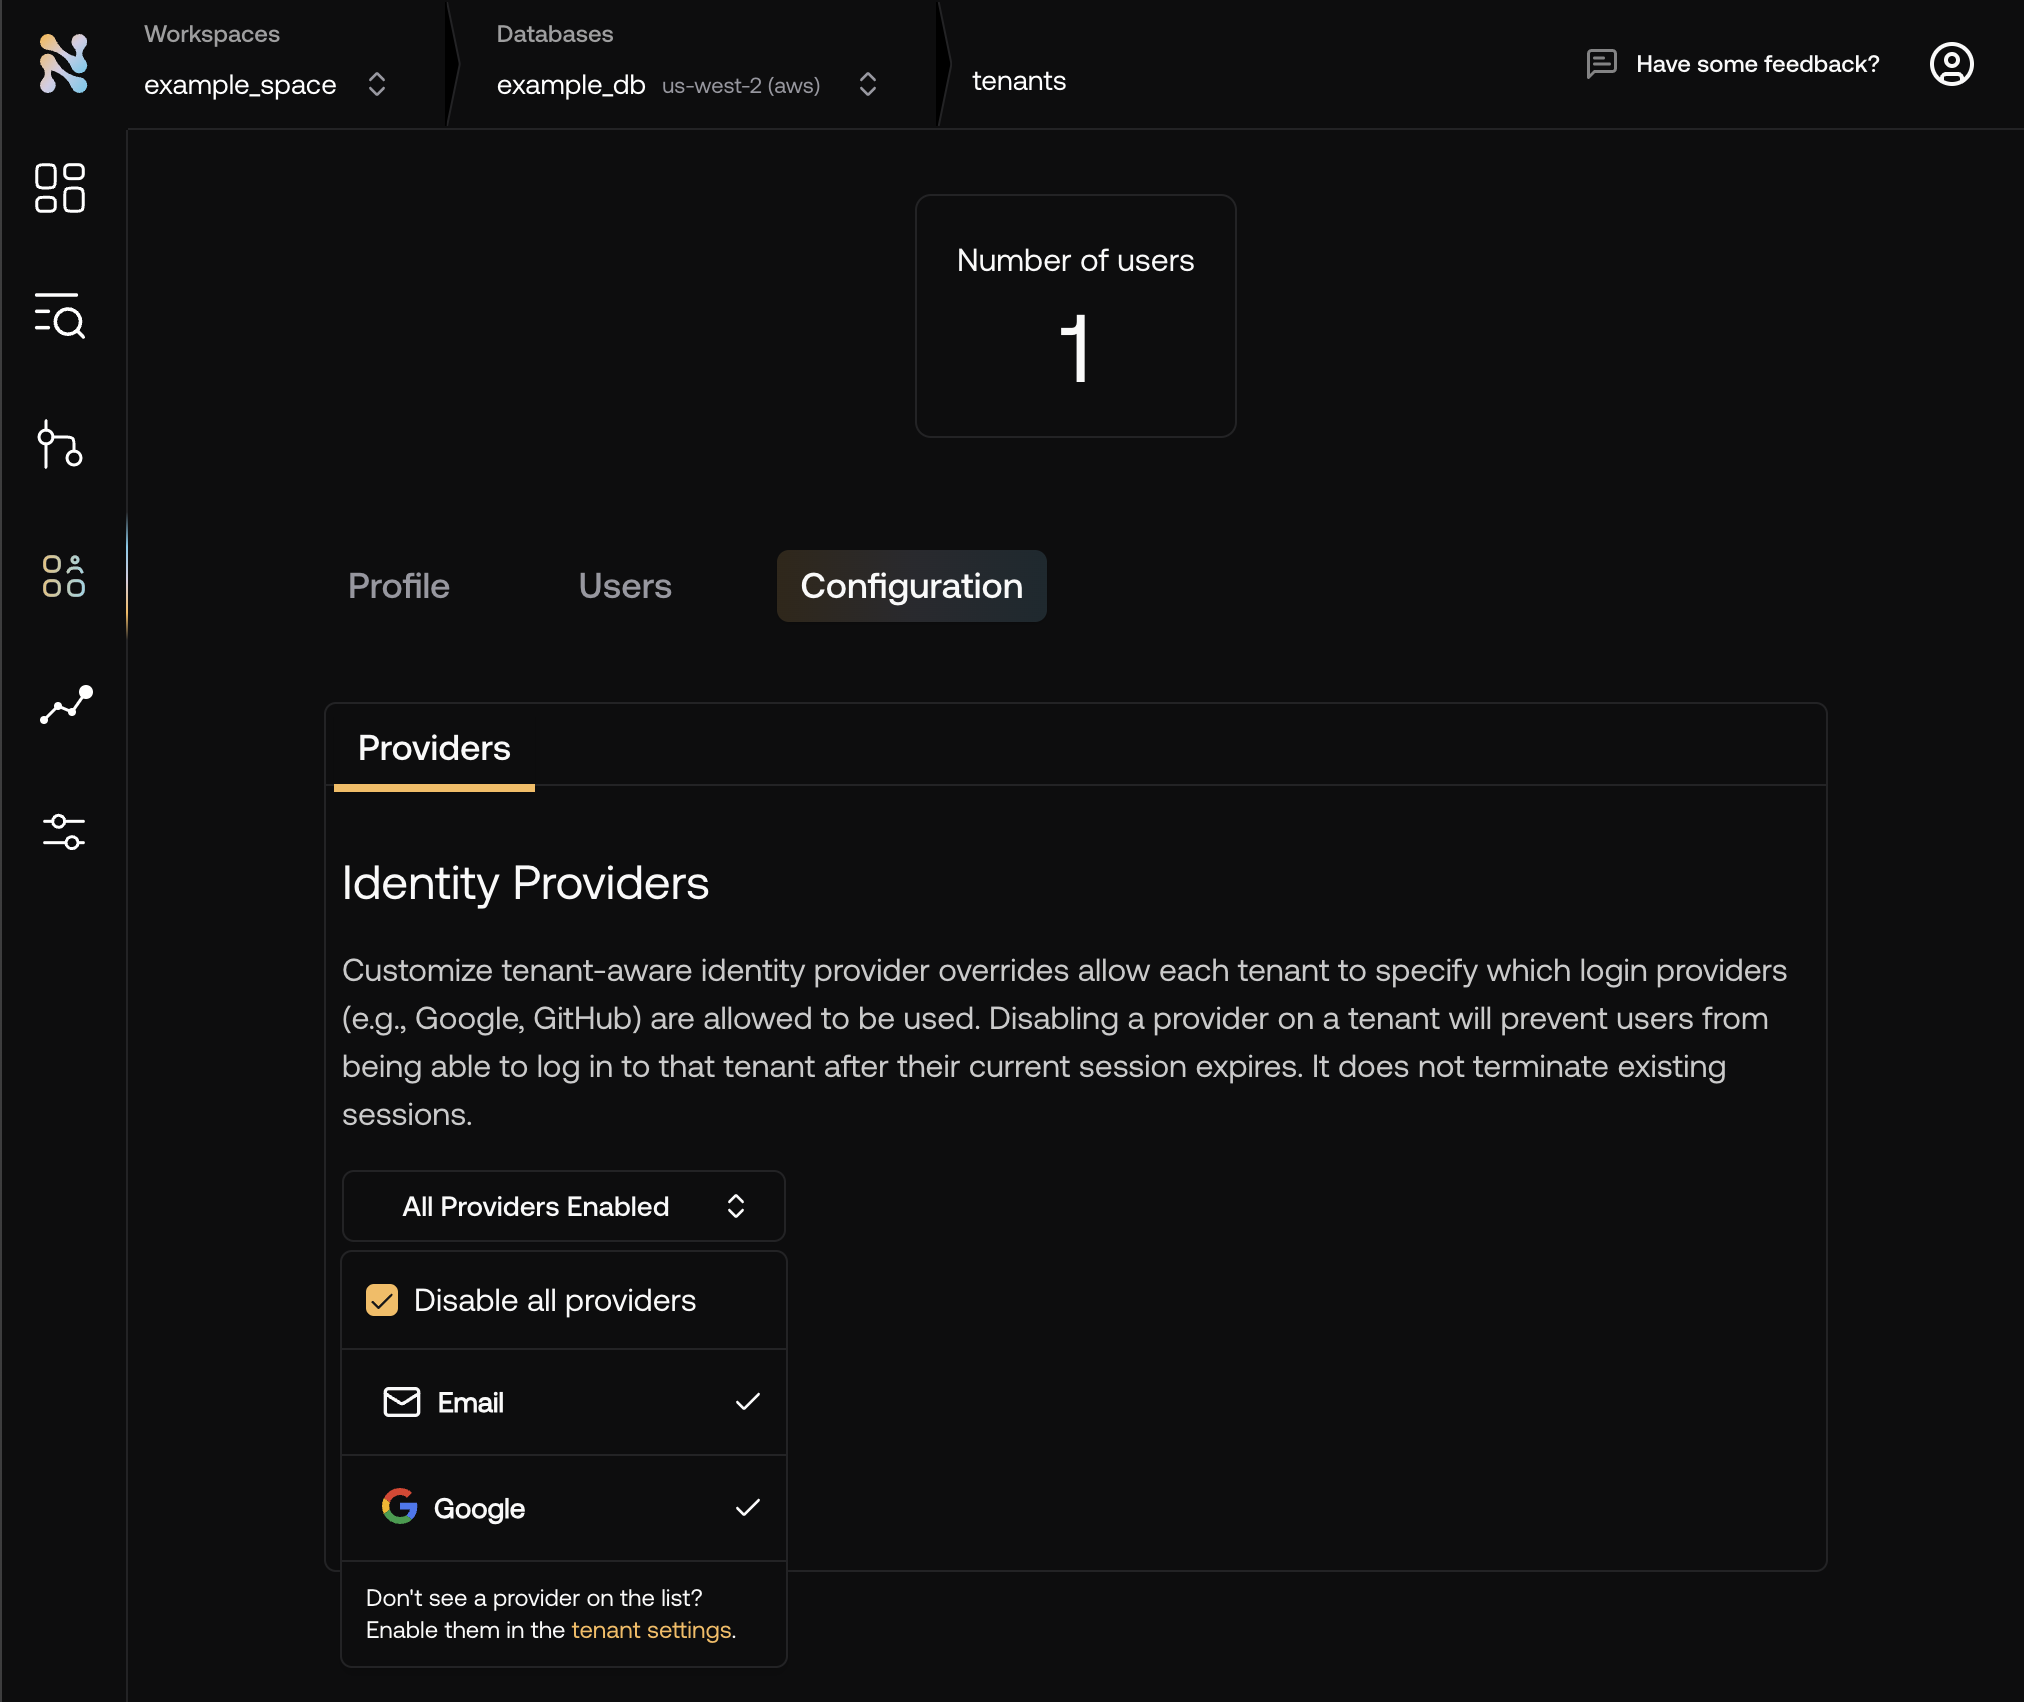 Workspaces
example_space
Databases
example_db us-west-2 (aws)
tenants
Have some feedback?
Number of users
1
Profile
Users
Configuration
Providers
Identity Providers
Customize tenant-aware identity provider overrides allow each tenant to specify which login providers
(e.g., Google, GitHub) are allowed to be used. Disabling a provider on a tenant will prevent users from
being able to log in to that tenant after their current session expires. It does not terminate existing
sessions.
All Providers Enabled
Disable all providers
Email
Google
Don't see a provider on the list?
Enable them in the tenant settings.